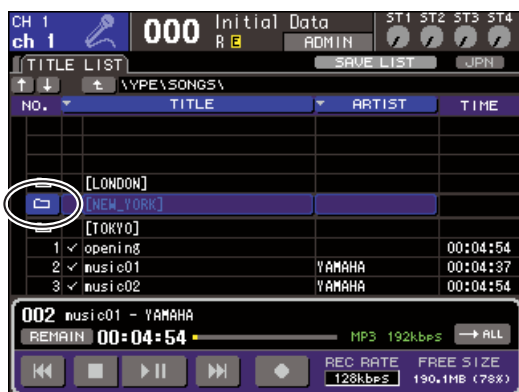 CH 1 Initial Data ST1 ST2 ST3 ST4
ch 1 000 R E ADMIN
TITLE LIST SAVE LIST JPN
\YPE\SONGS\
NO. TITLE ARTIST TIME
[LONDON]
[NEW_YORK]
[TOKYO]
1 ✓ opening 00:04:54
2 ✓ music01 YAMAHA 00:04:37
3 ✓ music02 YAMAHA 00:04:54
002 music01 - YAMAHA
REMAIN 00:04:54 MP3 192kbps → ALL
REC RATE FREE SIZE
128kbps 190.1MB (78%)